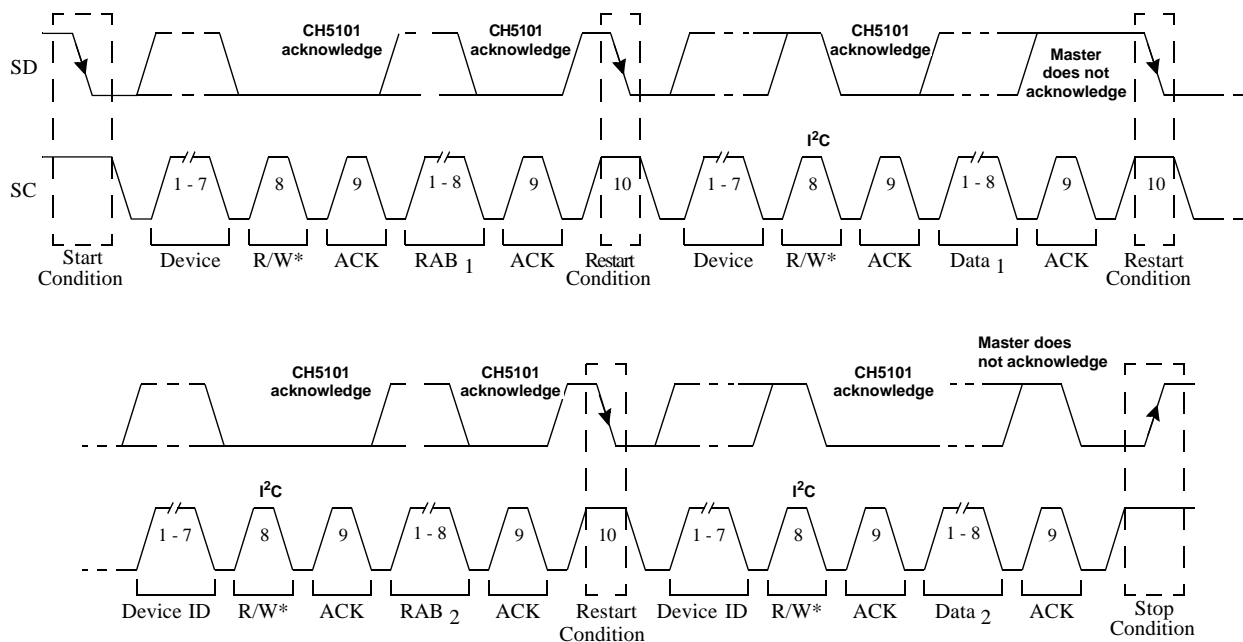 CH5101 acknowledge
CH5101 acknowledge
CH5101 acknowledge
Master does not acknowledge
SD
I²C
SC
1 - 7
8
9
1 - 8
9
10
1 - 7
8
9
1 - 8
9
10
Start Condition
Device
R/W*
ACK
RAB 1
ACK
Restart Condition
Device
R/W*
ACK
Data 1
ACK
Restart Condition
CH5101 acknowledge
CH5101 acknowledge
CH5101 acknowledge
Master does not acknowledge
I²C
I²C
1 - 7
8
9
1 - 8
9
10
1 - 7
8
9
1 - 8
9
Device ID
R/W*
ACK
RAB 2
ACK
Restart Condition
Device ID
R/W*
ACK
Data 2
ACK
Stop Condition